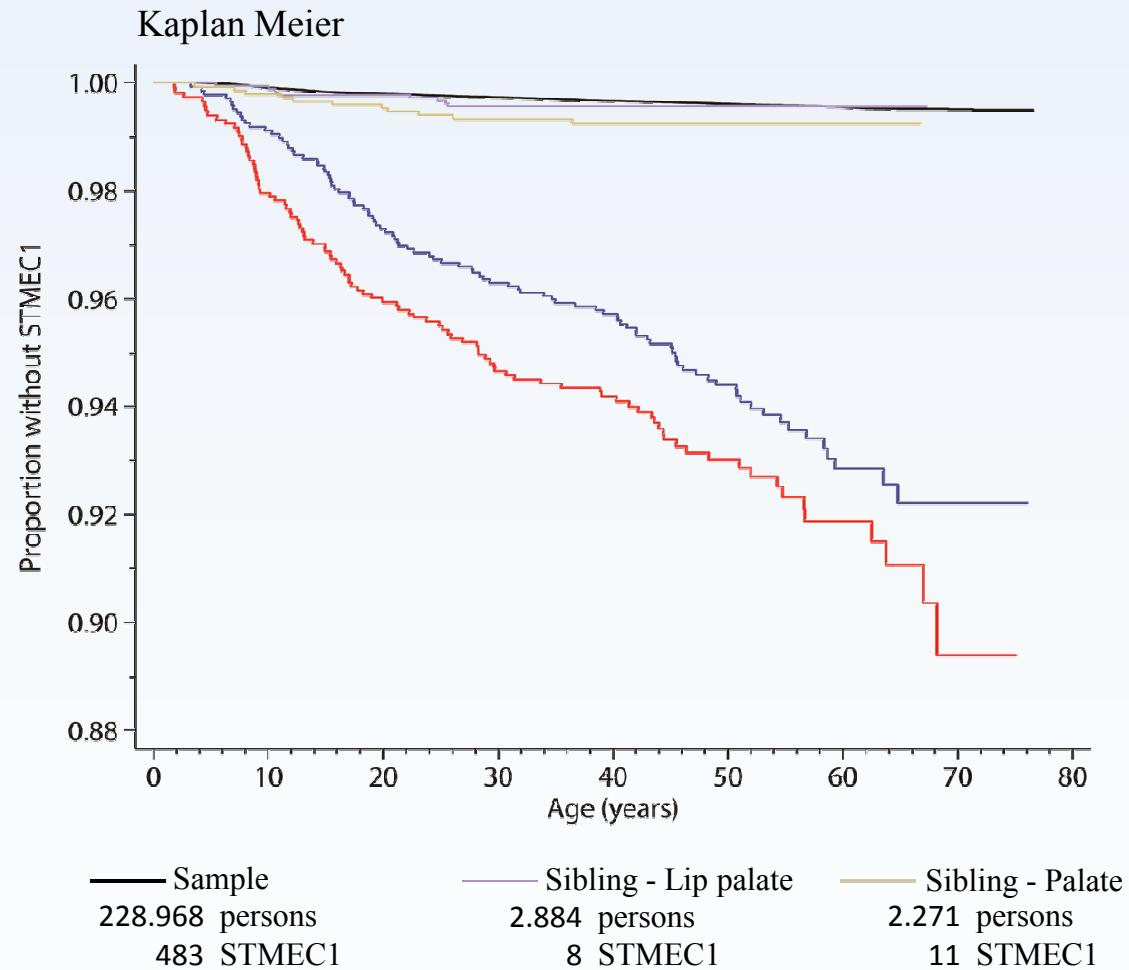 Kaplan Meier
1.00
0.98
0.96
0.94
0.92
0.90
0.88
Proportion without STMEC1
0 10 20 30 40 50 60 70 80
Age (years)
Sample Sibling - Lip palate Sibling - Palate
228.968 persons 2.884 persons 2.271 persons
483 STMEC1 8 STMEC1 11 STMEC1